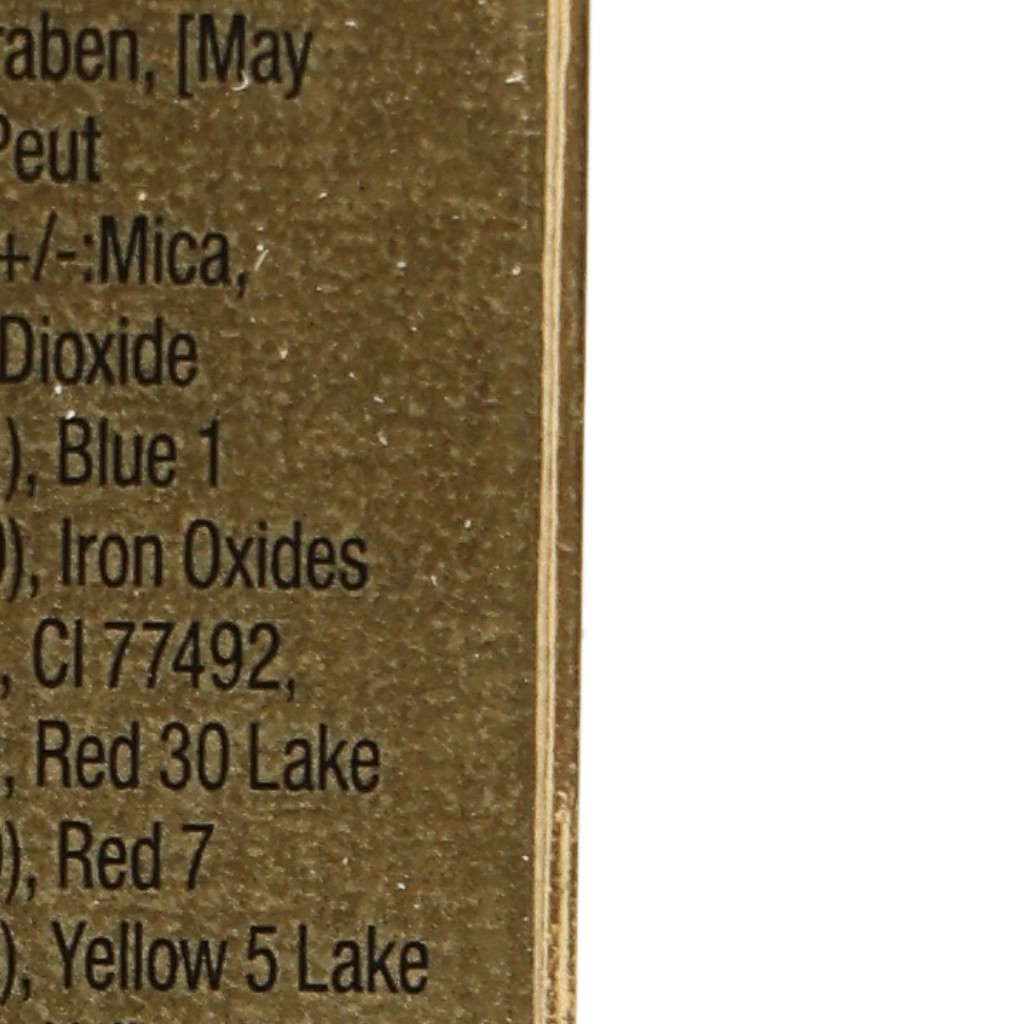 raben, [May
Peut
+/-:Mica,
Dioxide
), Blue 1
), Iron Oxides
, CI 77492,
, Red 30 Lake
), Red 7
), Yellow 5 Lake